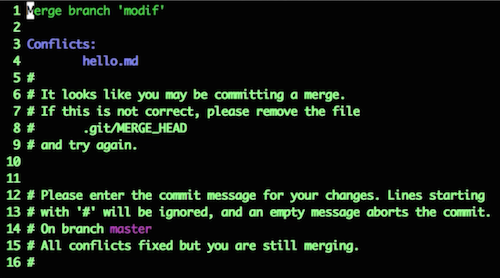 1 Merge branch 'modif'
2
3 Conflicts:
4         hello.md
5 #
6 # It looks like you may be committing a merge.
7 # If this is not correct, please remove the file
8 #       .git/MERGE_HEAD
9 # and try again.
10
11
12 # Please enter the commit message for your changes. Lines starting
13 # with '#' will be ignored, and an empty message aborts the commit.
14 # On branch master
15 # All conflicts fixed but you are still merging.
16 #